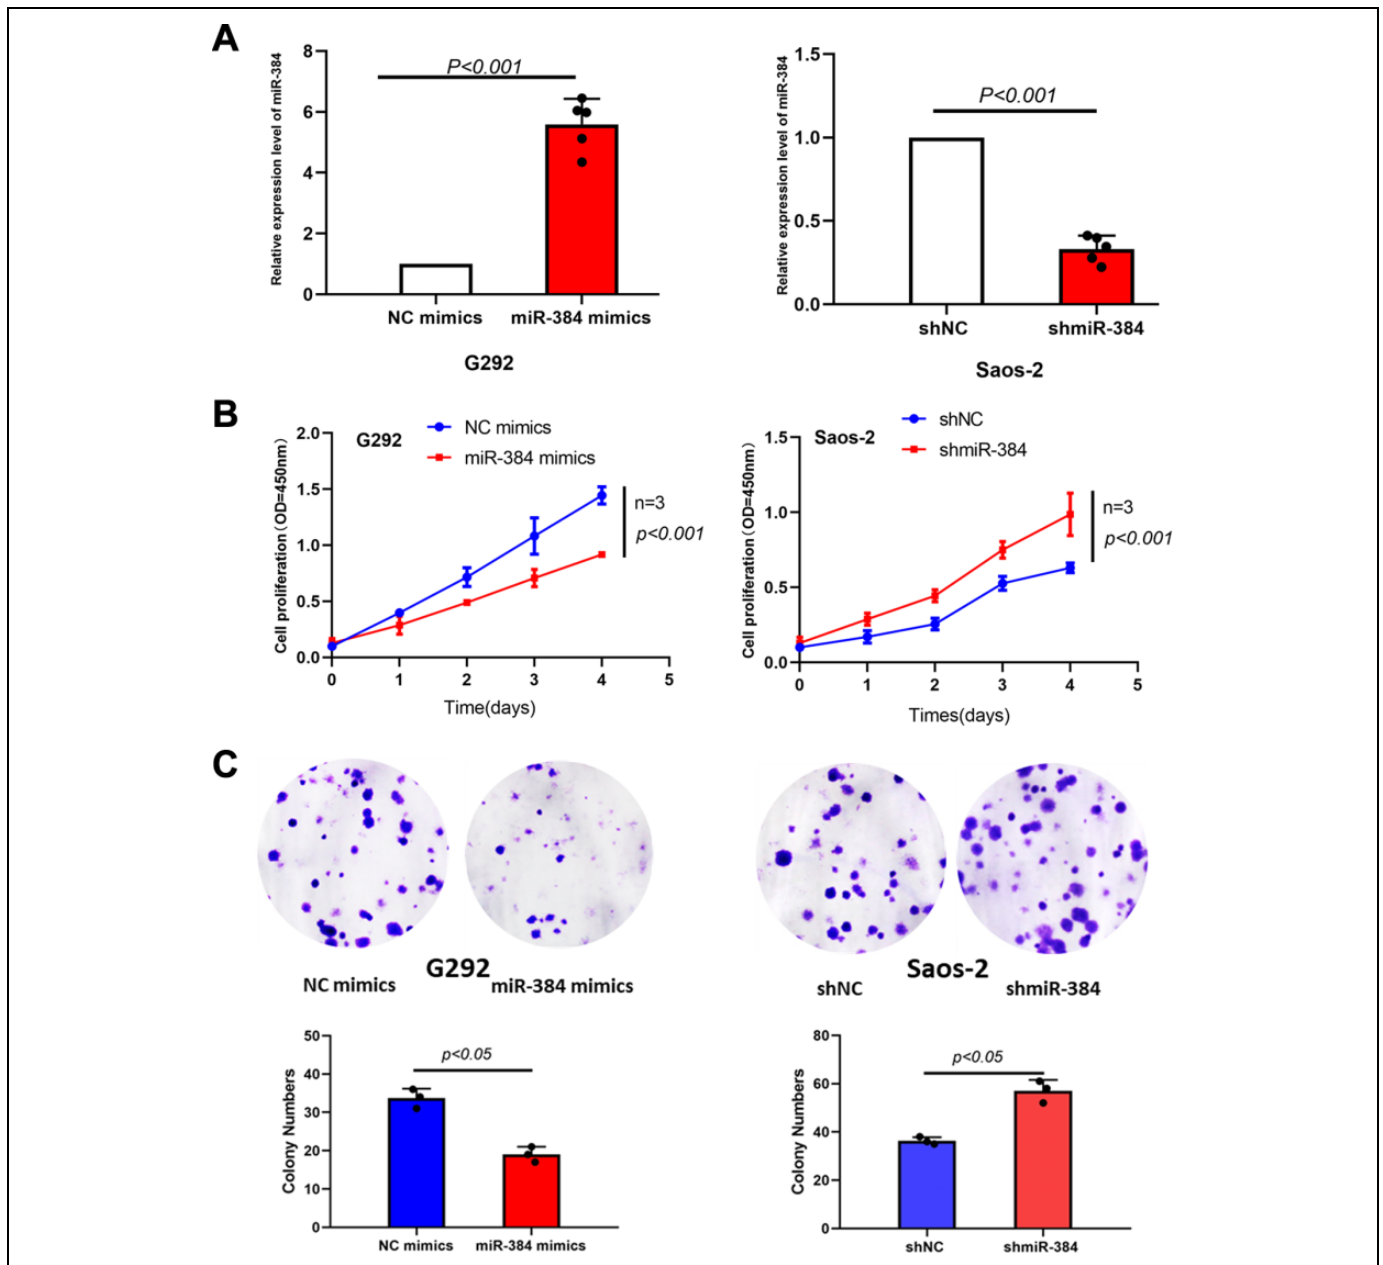 A
Relative expression level of miR-384
8
6
4
2
0
P<0.001
NC mimics
miR-384 mimics
G292
Relative expression level of miR-384
1.5
1.0
0.5
0.0
P<0.001
shNC
shmiR-384
Saos-2
B
Cell proliferation（OD=450nm）
2.0
1.5
1.0
0.5
0.0
G292
NC mimics
miR-384 mimics
n=3
p<0.001
0 1 2 3 4 5
Time(days)
Cell proliferation（OD=450nm）
1.5
1.0
0.5
0.0
Saos-2
shNC
shmiR-384
n=3
p<0.001
0 1 2 3 4 5
Times(days)
C
G292
NC mimics
miR-384 mimics
Saos-2
shNC
shmiR-384
Colony Numbers
50
40
30
20
10
0
p<0.05
NC mimics
miR-384 mimics
Colony Numbers
80
60
40
20
0
p<0.05
shNC
shmiR-384